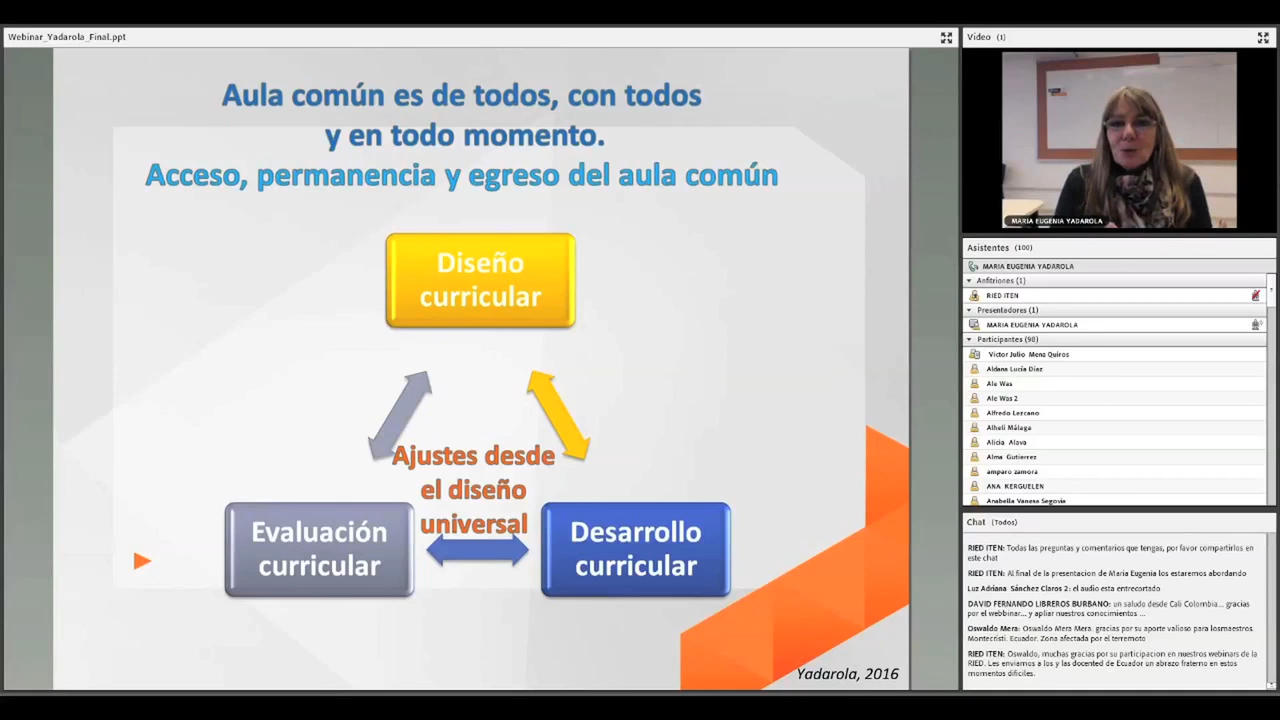 Webinar_Yadarola_Final.ppt
Aula común es de todos, con todos
y en todo momento.
Acceso, permanencia y egreso del aula común
Diseño
curricular
Ajustes desde
el diseño
universal
Evaluación
curricular
Desarrollo
curricular
Yadarola, 2016
Vídeo (1)
MARIA EUGENIA YADAROLA
Asistentes (100)
MARIA EUGENIA YADAROLA
Anfitriones (1)
RIED ITEN
Presentadores (1)
MARIA EUGENIA YADAROLA
Participantes (98)
Victor Julio Mena Quiros
Aldana Lucía Díaz
Ale Was
Ale Was 2
Alfredo Lezcano
Alheli Málaga
Alicia Alava
Alma Gutierrez
amparo zamora
ANA KERGUELEN
Anabella Vanesa Segovia
Chat (Todos)
RIED ITEN: Todas las preguntas y comentarios que tengas, por favor compartirlos en
este chat
RIED ITEN: Al final de la presentacion de Maria Eugenia los estaremos abordando
Luz Adriana Sánchez Claros 2: el audio esta entrecortado
DAVID FERNANDO LIBREROS BURBANO: un saludo desde Cali Colombia... gracias
por el webbinar... y apliar nuestros conocimientos ...
Oswaldo Mera: Oswaldo Mera Mera. gracias por su aporte valioso para losmaestros.
Montecristi. Ecuador. Zona afectada por el terremoto
RIED ITEN: Oswaldo, muchas gracias por su participacion en nuestros webinars de la
RIED. Les enviamos a los y las docented de Ecuador un abrazo fraterno en estos
momentos dificiles.